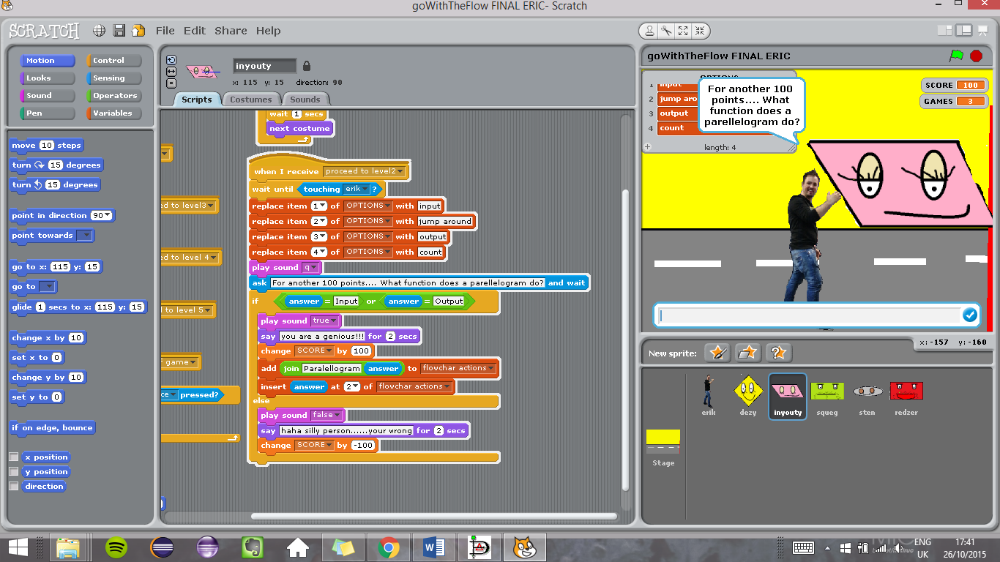 goWithTheFlow FINAL ERIC- Scratch
SCRATCH File Edit Share Help
Motion Control
Looks Sensing
Sound Operators
Pen Variables
move 10 steps
turn 15 degrees
turn 15 degrees
point in direction 90
point towards
go to x: 115 y: 15
go to
glide 1 secs to x: 115 y: 15
change x by 10
set x to 0
change y by 10
set y to 0
if on edge, bounce
x position
y position
direction
inyouty
x: 115 y: 15 direction: 90
Scripts Costumes Sounds
wait 1 secs
next costume
when I receive proceed to level2
wait until touching erik ?
replace item 1 of OPTIONS with input
replace item 2 of OPTIONS with jump around
replace item 3 of OPTIONS with output
replace item 4 of OPTIONS with count
play sound q
ask For another 100 points.... What function does a parellelogram do? and wait
if answer = Input or answer = Output
play sound true
say you are a genious!!! for 2 secs
change SCORE by 100
add join Paralellogram answer to flowchar actions
insert answer at 2 of flowchar actions
else
play sound false
say haha silly person......your wrong for 2 secs
change SCORE by -100
ed to level3
ed to level 4
l to level 5
f game
ce pressed?
goWithTheFlow FINAL ERIC
OPTIONS
1 input
2 jump aro
3 output
4 count
+ length: 4
For another 100
points.... What
function does a
parellelogram do?
SCORE 100
GAMES 3
x: -157 y: -160
New sprite:
erik dezy inyouty squeg sten redzer
Stage
ENG
UK
17:41
26/10/2015